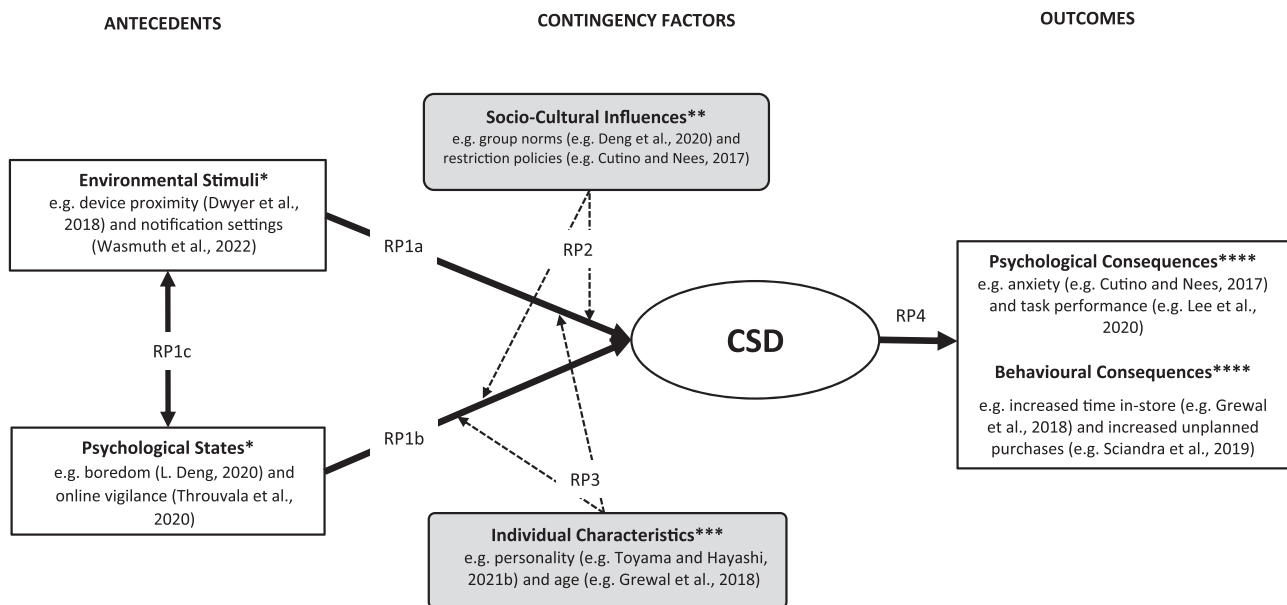 ANTECEDENTS
CONTINGENCY FACTORS
OUTCOMES
Socio-Cultural Influences**
e.g. group norms (e.g. Deng et al., 2020) and
restriction policies (e.g. Cutino and Nees, 2017)
Environmental Stimuli*
e.g. device proximity (Dwyer et al.,
2018) and notification settings
(Wasmuth et al., 2022)
RP1a
RP2
RP1c
CSD
RP4
Psychological Consequences****
e.g. anxiety (e.g. Cutino and Nees, 2017)
and task performance (e.g. Lee et al.,
2020)
Behavioural Consequences****
e.g. increased time in-store (e.g. Grewal
et al., 2018) and increased unplanned
purchases (e.g. Sciandra et al., 2019)
Psychological States*
e.g. boredom (L. Deng, 2020) and
online vigilance (Throuvala et al.,
2020)
RP1b
RP3
Individual Characteristics***
e.g. personality (e.g. Toyama and Hayashi,
2021b) and age (e.g. Grewal et al., 2018)